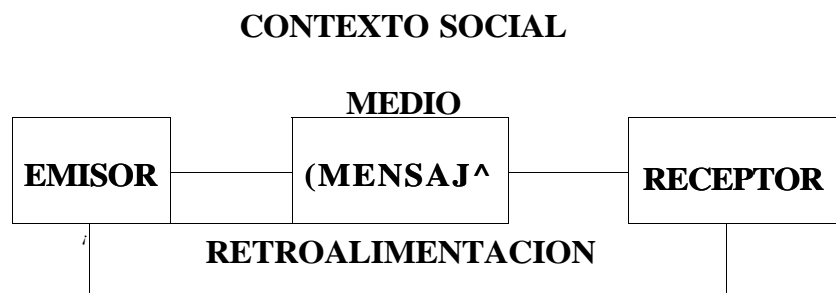 CONTEXTO SOCIAL
MEDIO
EMISOR (MENSAJ^ RECEPTOR
¡
RETROALIMENTACION